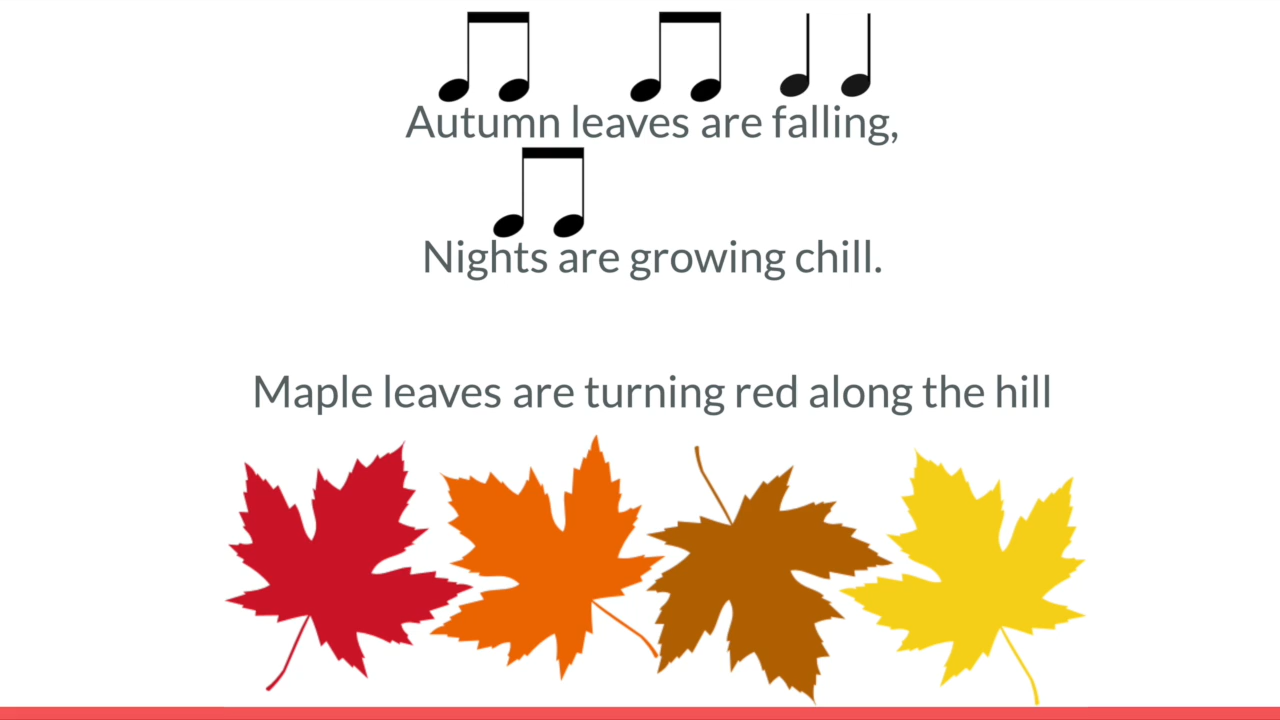 Autumn leaves are falling,
Nights are growing chill.
Maple leaves are turning red along the hill